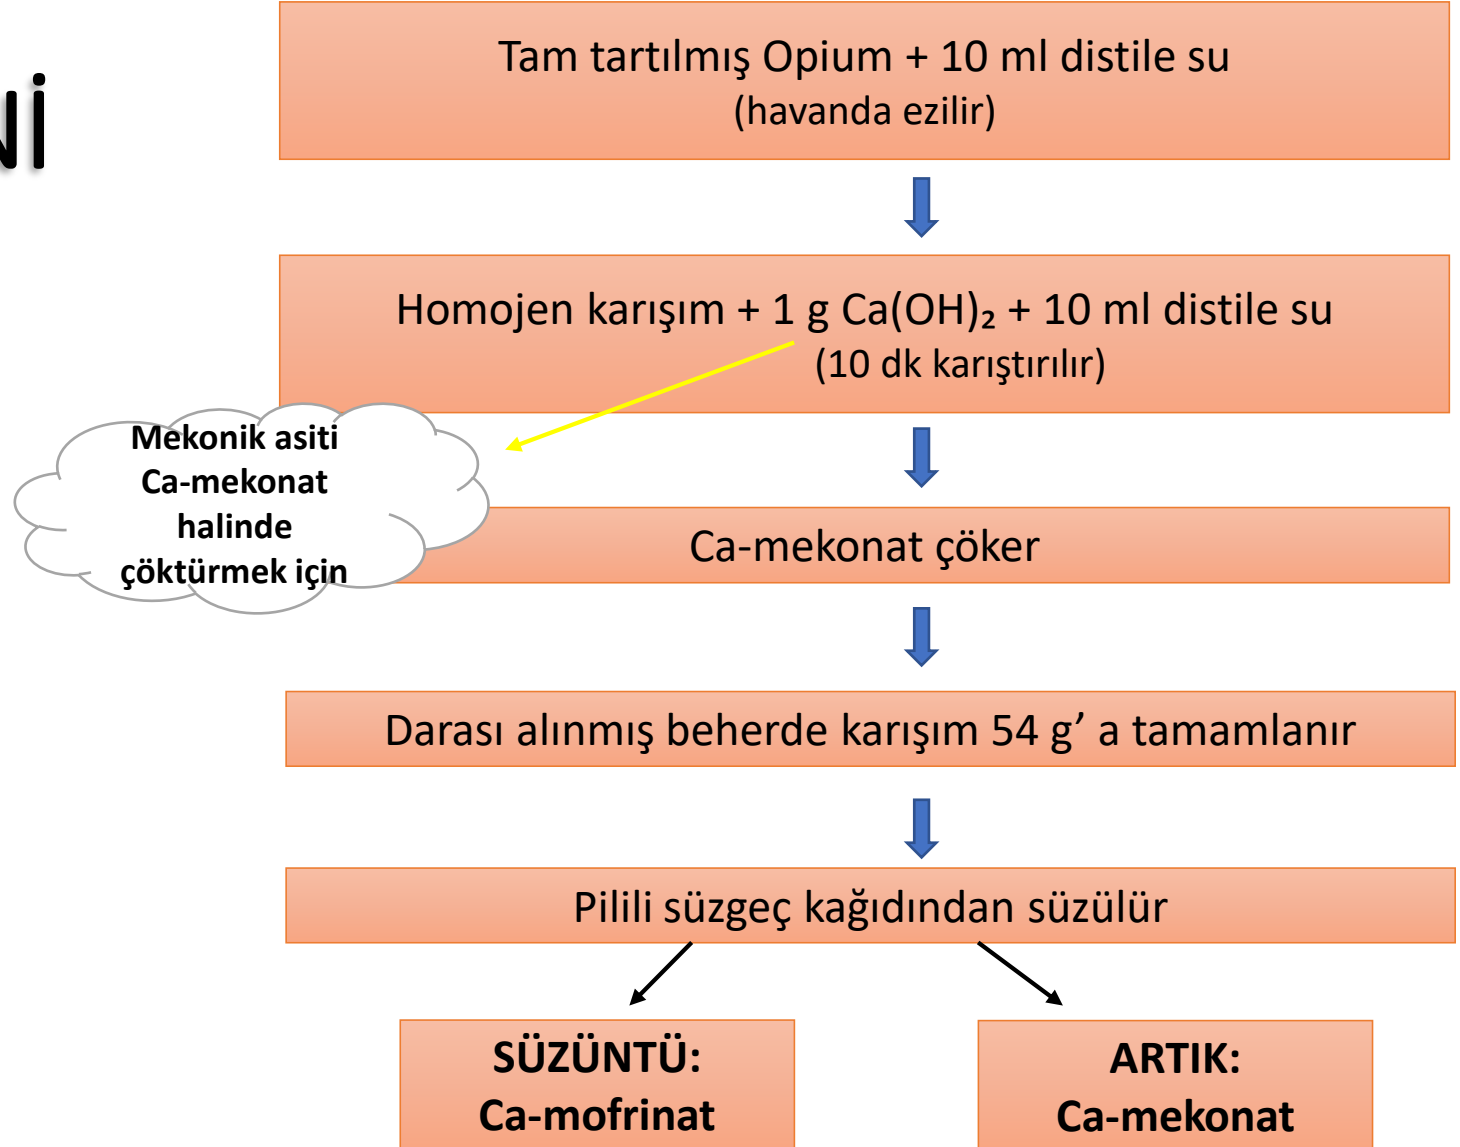 Nİ
Tam tartılmış Opium + 10 ml distile su
(havanda ezilir)
Homojen karışım + 1 g Ca(OH)₂ + 10 ml distile su
(10 dk karıştırılır)
Mekonik asiti
Ca-mekonat
halinde
çöktürmek için
Ca-mekonat çöker
Darası alınmış beherde karışım 54 g’ a tamamlanır
Pilili süzgeç kağıdından süzülür
SÜZÜNTÜ:
Ca-mofrinat
ARTIK:
Ca-mekonat